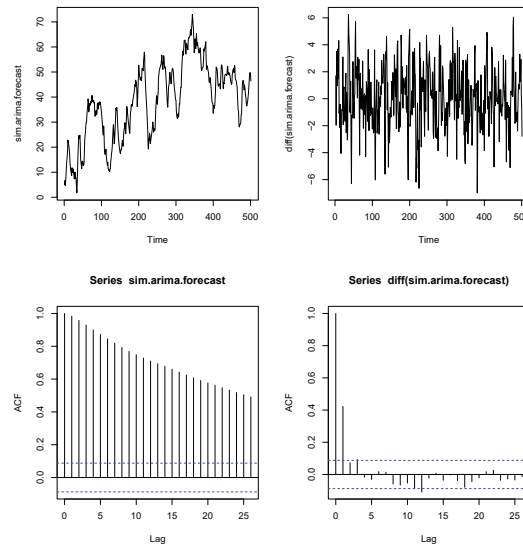 sim.arima.forecast
0 10 20 30 40 50 60 70
0 100 200 300 400 500
Time
diff(sim.arima.forecast)
-6 -4 -2 0 2 4 6
0 100 200 300 400 500
Time
Series sim.arima.forecast
ACF
0.0 0.2 0.4 0.6 0.8 1.0
0 5 10 15 20 25
Lag
Series diff(sim.arima.forecast)
ACF
0.0 0.2 0.4 0.6 0.8 1.0
0 5 10 15 20 25
Lag